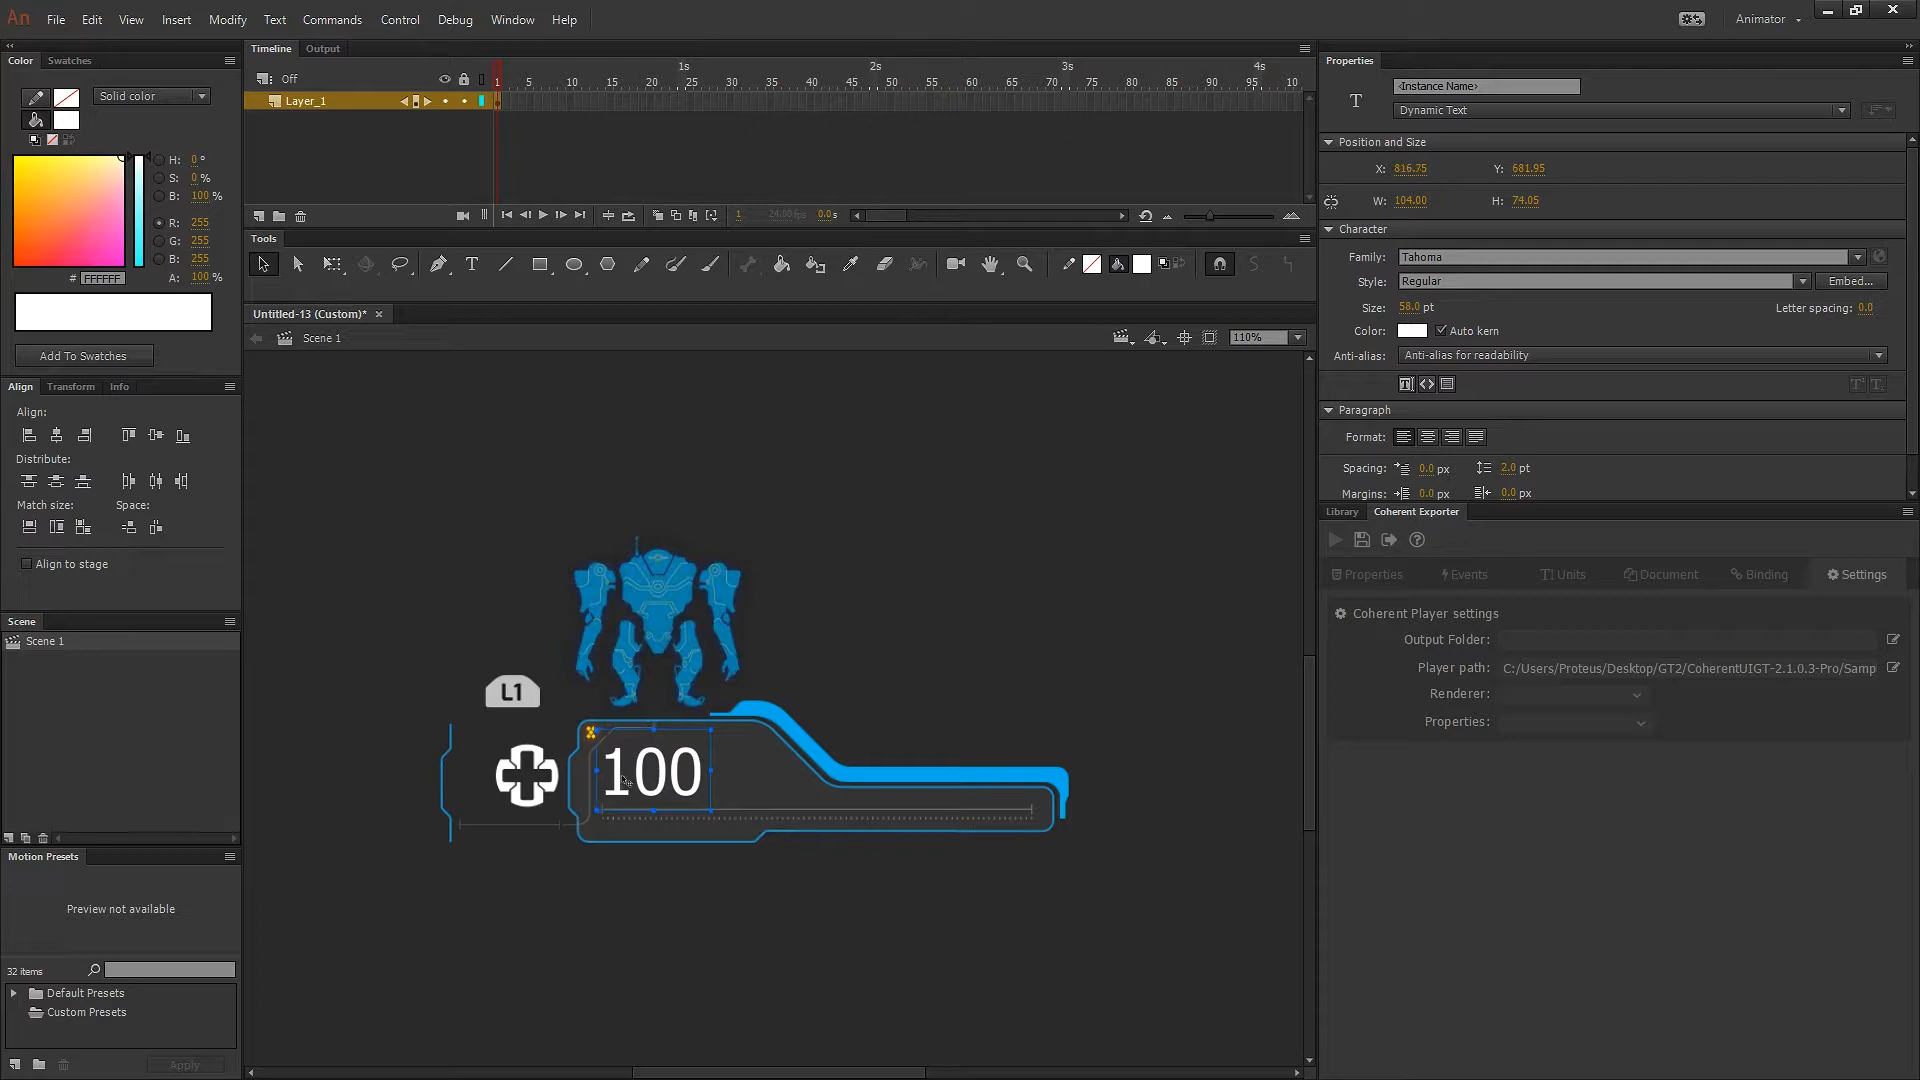 An File Edit View Insert Modify Text Commands Control Debug Window Help Animator
Color Swatches
Solid color
H: 0 °
S: 0 %
B: 100 %
R: 255
G: 255
B: 255
# FFFFFF A: 100 %
Add To Swatches
Align Transform Info
Align:
Distribute:
Match size: Space:
Align to stage
Scene
Scene 1
Motion Presets
Preview not available
32 items
Default Presets
Custom Presets
Apply
Timeline Output
Off
1s 2s 3s 4s
1 5 10 15 20 25 30 35 40 45 50 55 60 65 70 75 80 85 90 95 10
Layer_1
1 24.00fps 0.0s
Tools
Untitled-13 (Custom)* ×
Scene 1 110%
L1
100
Properties
T <Instance Name>
Dynamic Text
Position and Size
X: 816.75 Y: 681.95
W: 104.00 H: 74.05
Character
Family: Tahoma
Style: Regular Embed...
Size: 58.0 pt Letter spacing: 0.0
Color: Auto kern
Anti-alias: Anti-alias for readability
Paragraph
Format:
Spacing: 0.0 px 2.0 pt
Margins: 0.0 px 0.0 px
Library Coherent Exporter
Properties Events Units Document Binding Settings
Coherent Player settings
Output Folder:
Player path: C:/Users/Proteus/Desktop/GT2/CoherentUIGT-2.1.0.3-Pro/Samp
Renderer:
Properties: